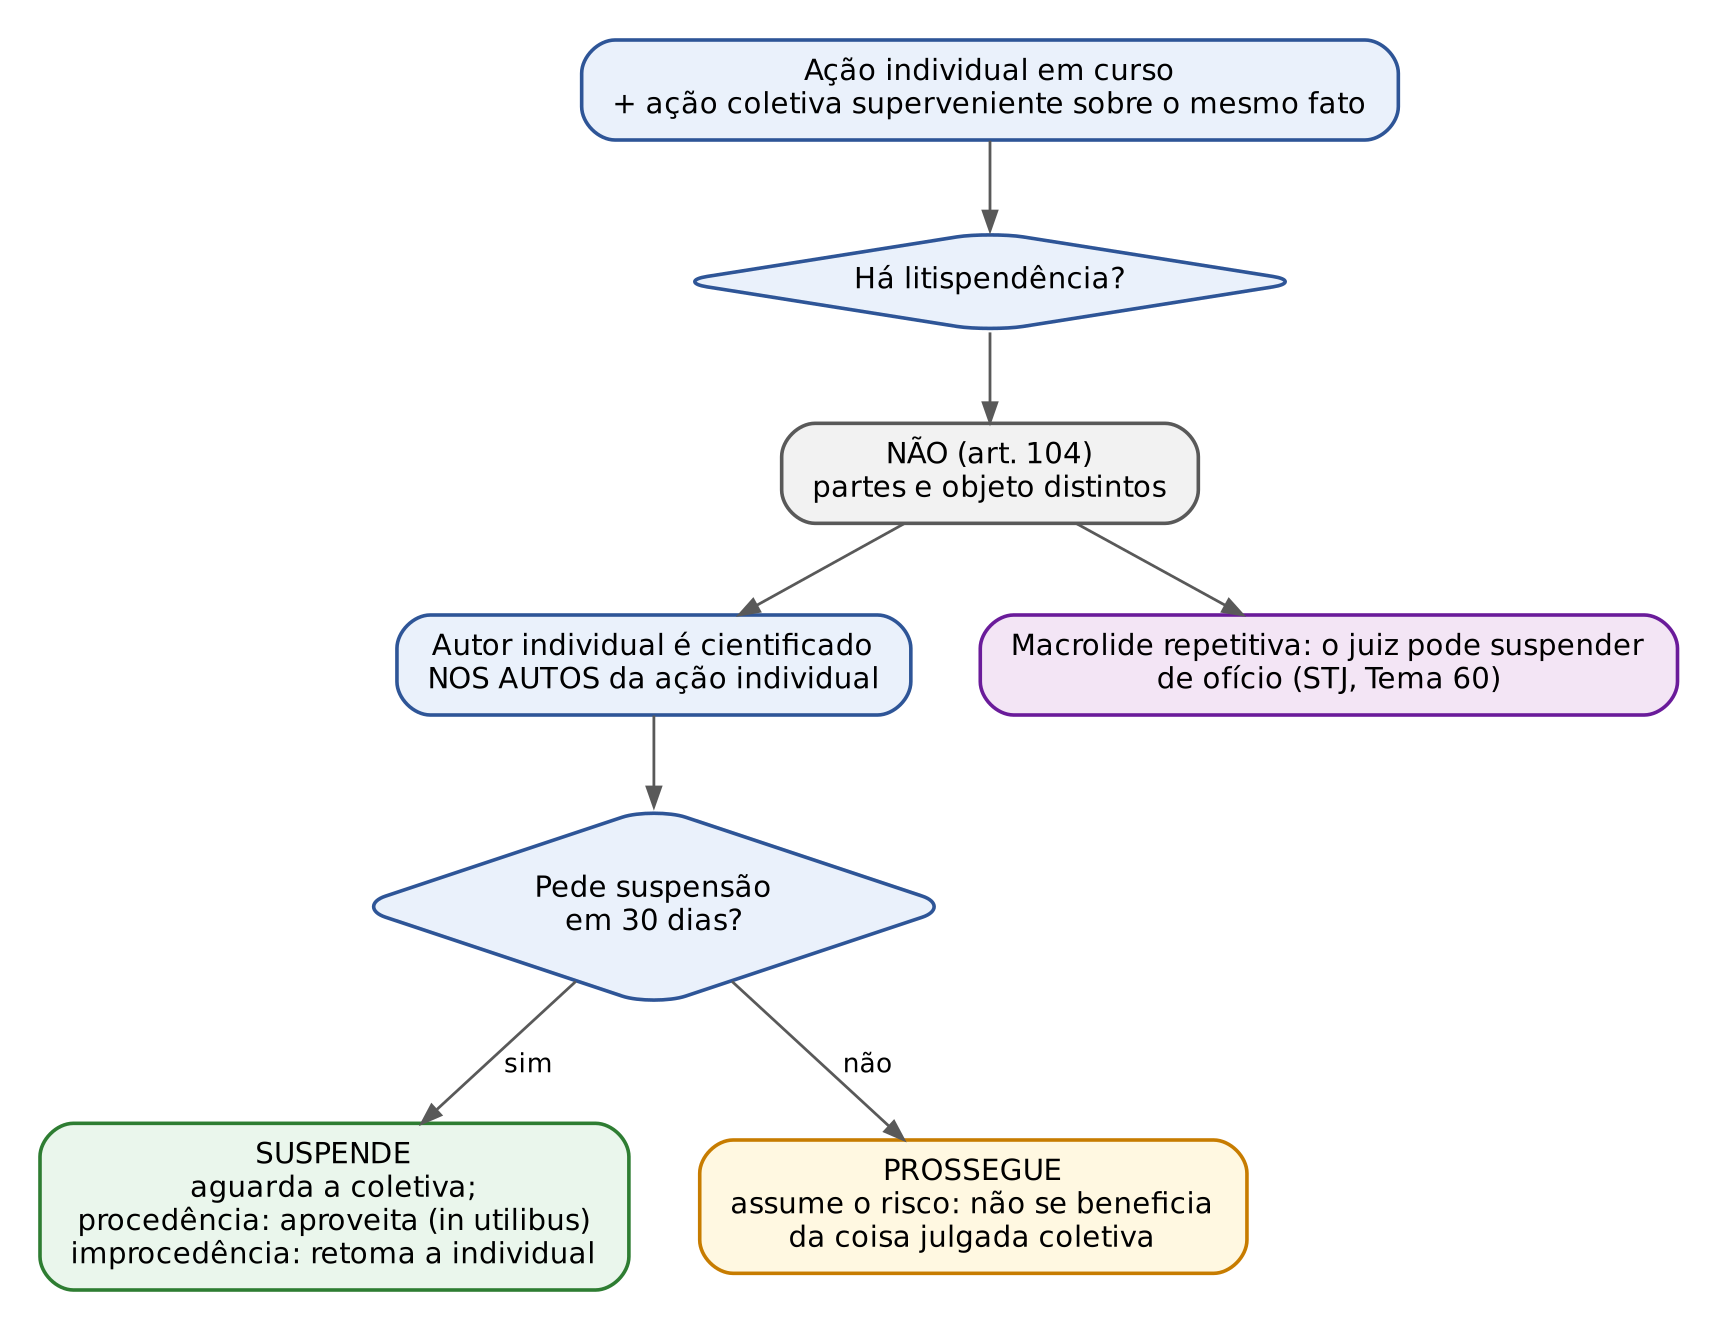 Ação individual em curso
+ ação coletiva superveniente sobre o mesmo fato
Há litispendência?
NÃO (art. 104)
partes e objeto distintos
Autor individual é cientificado
NOS AUTOS da ação individual
Macrolide repetitiva: o juiz pode suspender
de ofício (STJ, Tema 60)
Pede suspensão
em 30 dias?
sim
não
SUSPENDE
aguarda a coletiva;
procedência: aproveita (in utilibus)
improcedência: retoma a individual
PROSSEGUE
assume o risco: não se beneficia
da coisa julgada coletiva